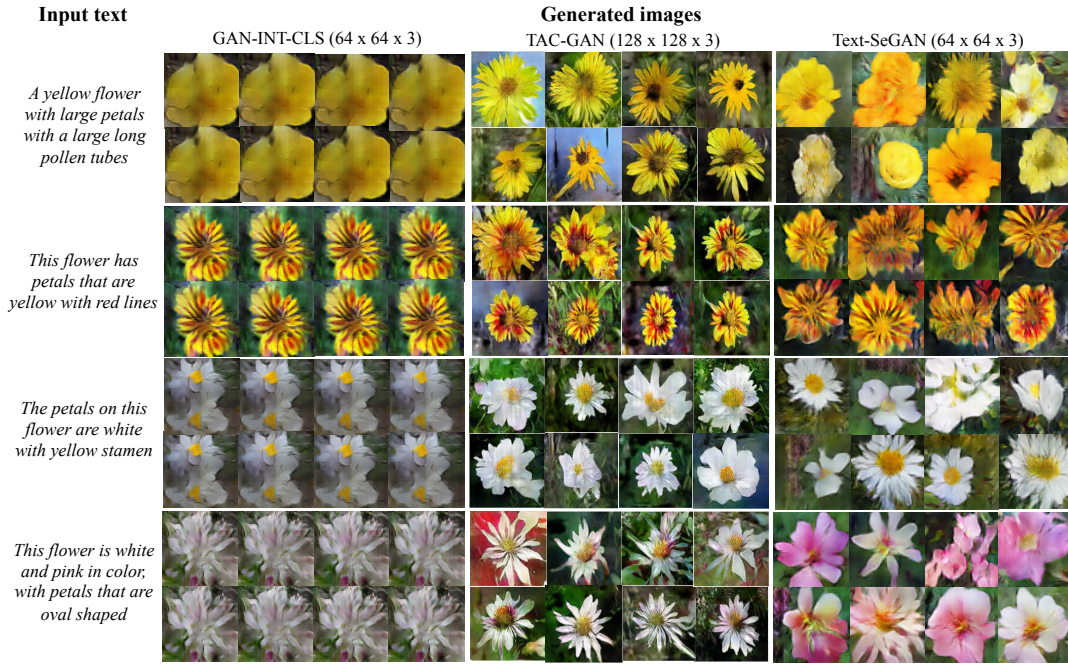 Input text
Generated images
GAN-INT-CLS (64 x 64 x 3)
TAC-GAN (128 x 128 x 3)
Text-SeGAN (64 x 64 x 3)
A yellow flower
with large petals
with a large long
pollen tubes
This flower has
petals that are
yellow with red lines
The petals on this
flower are white
with yellow stamen
This flower is white
and pink in color,
with petals that are
oval shaped